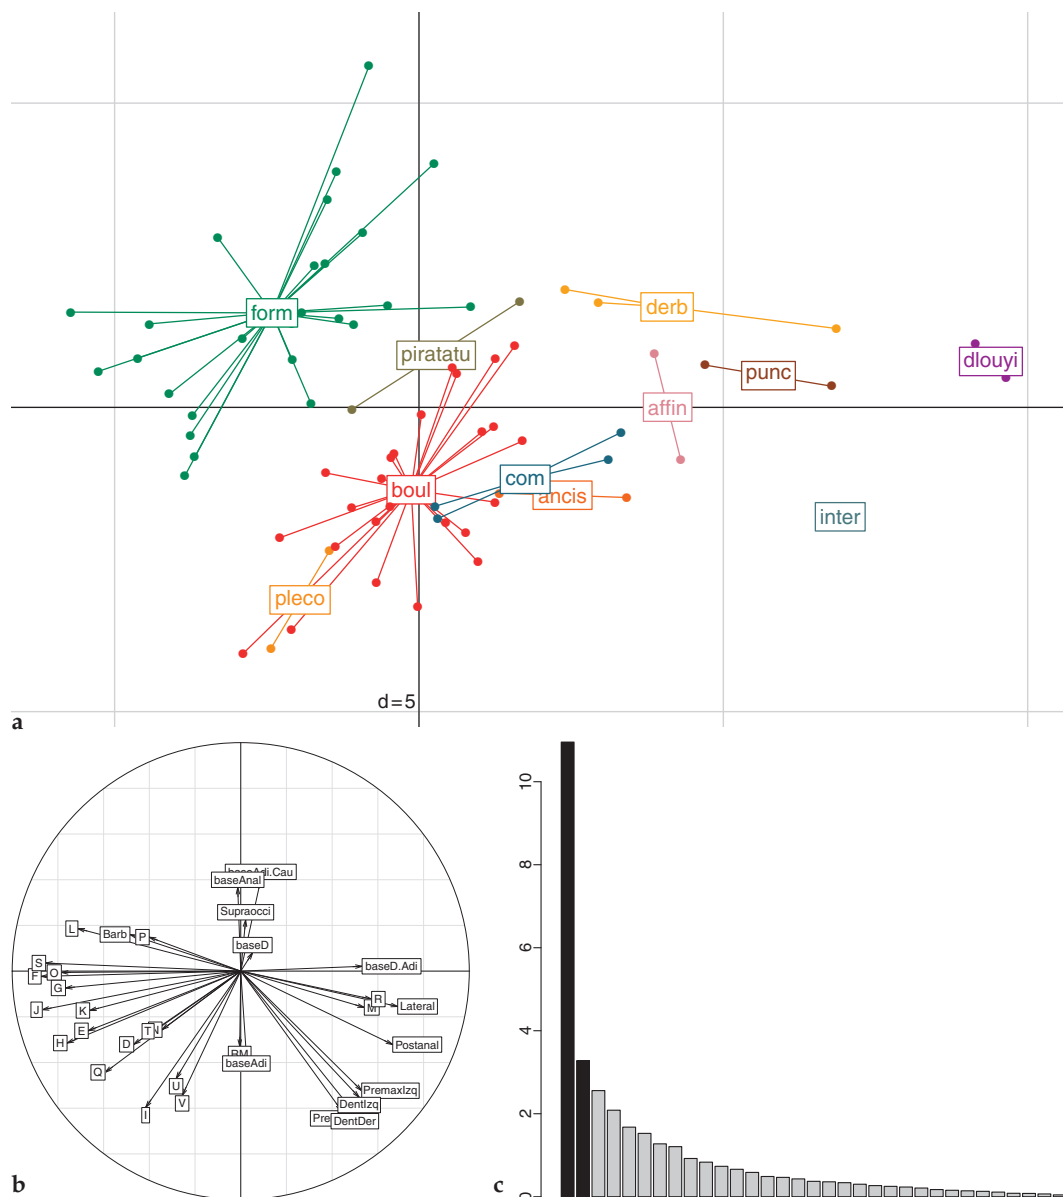 form
derb
piratatu
dlouyi
punc
affin
boul
com
ancis
inter
pleco
d=5
a
baseAdi.Cau
baseAnal
Supraocci
L
Barb
P
baseD
S
F
O
baseD.Adi
G
R
J
K
M
Lateral
E
T
N
H
D
Postanal
RM
baseAdi
Q
U
PremaxIzq
V
DentIzq
I
Pre
DentDer
b
10
8
6
4
2
0
c